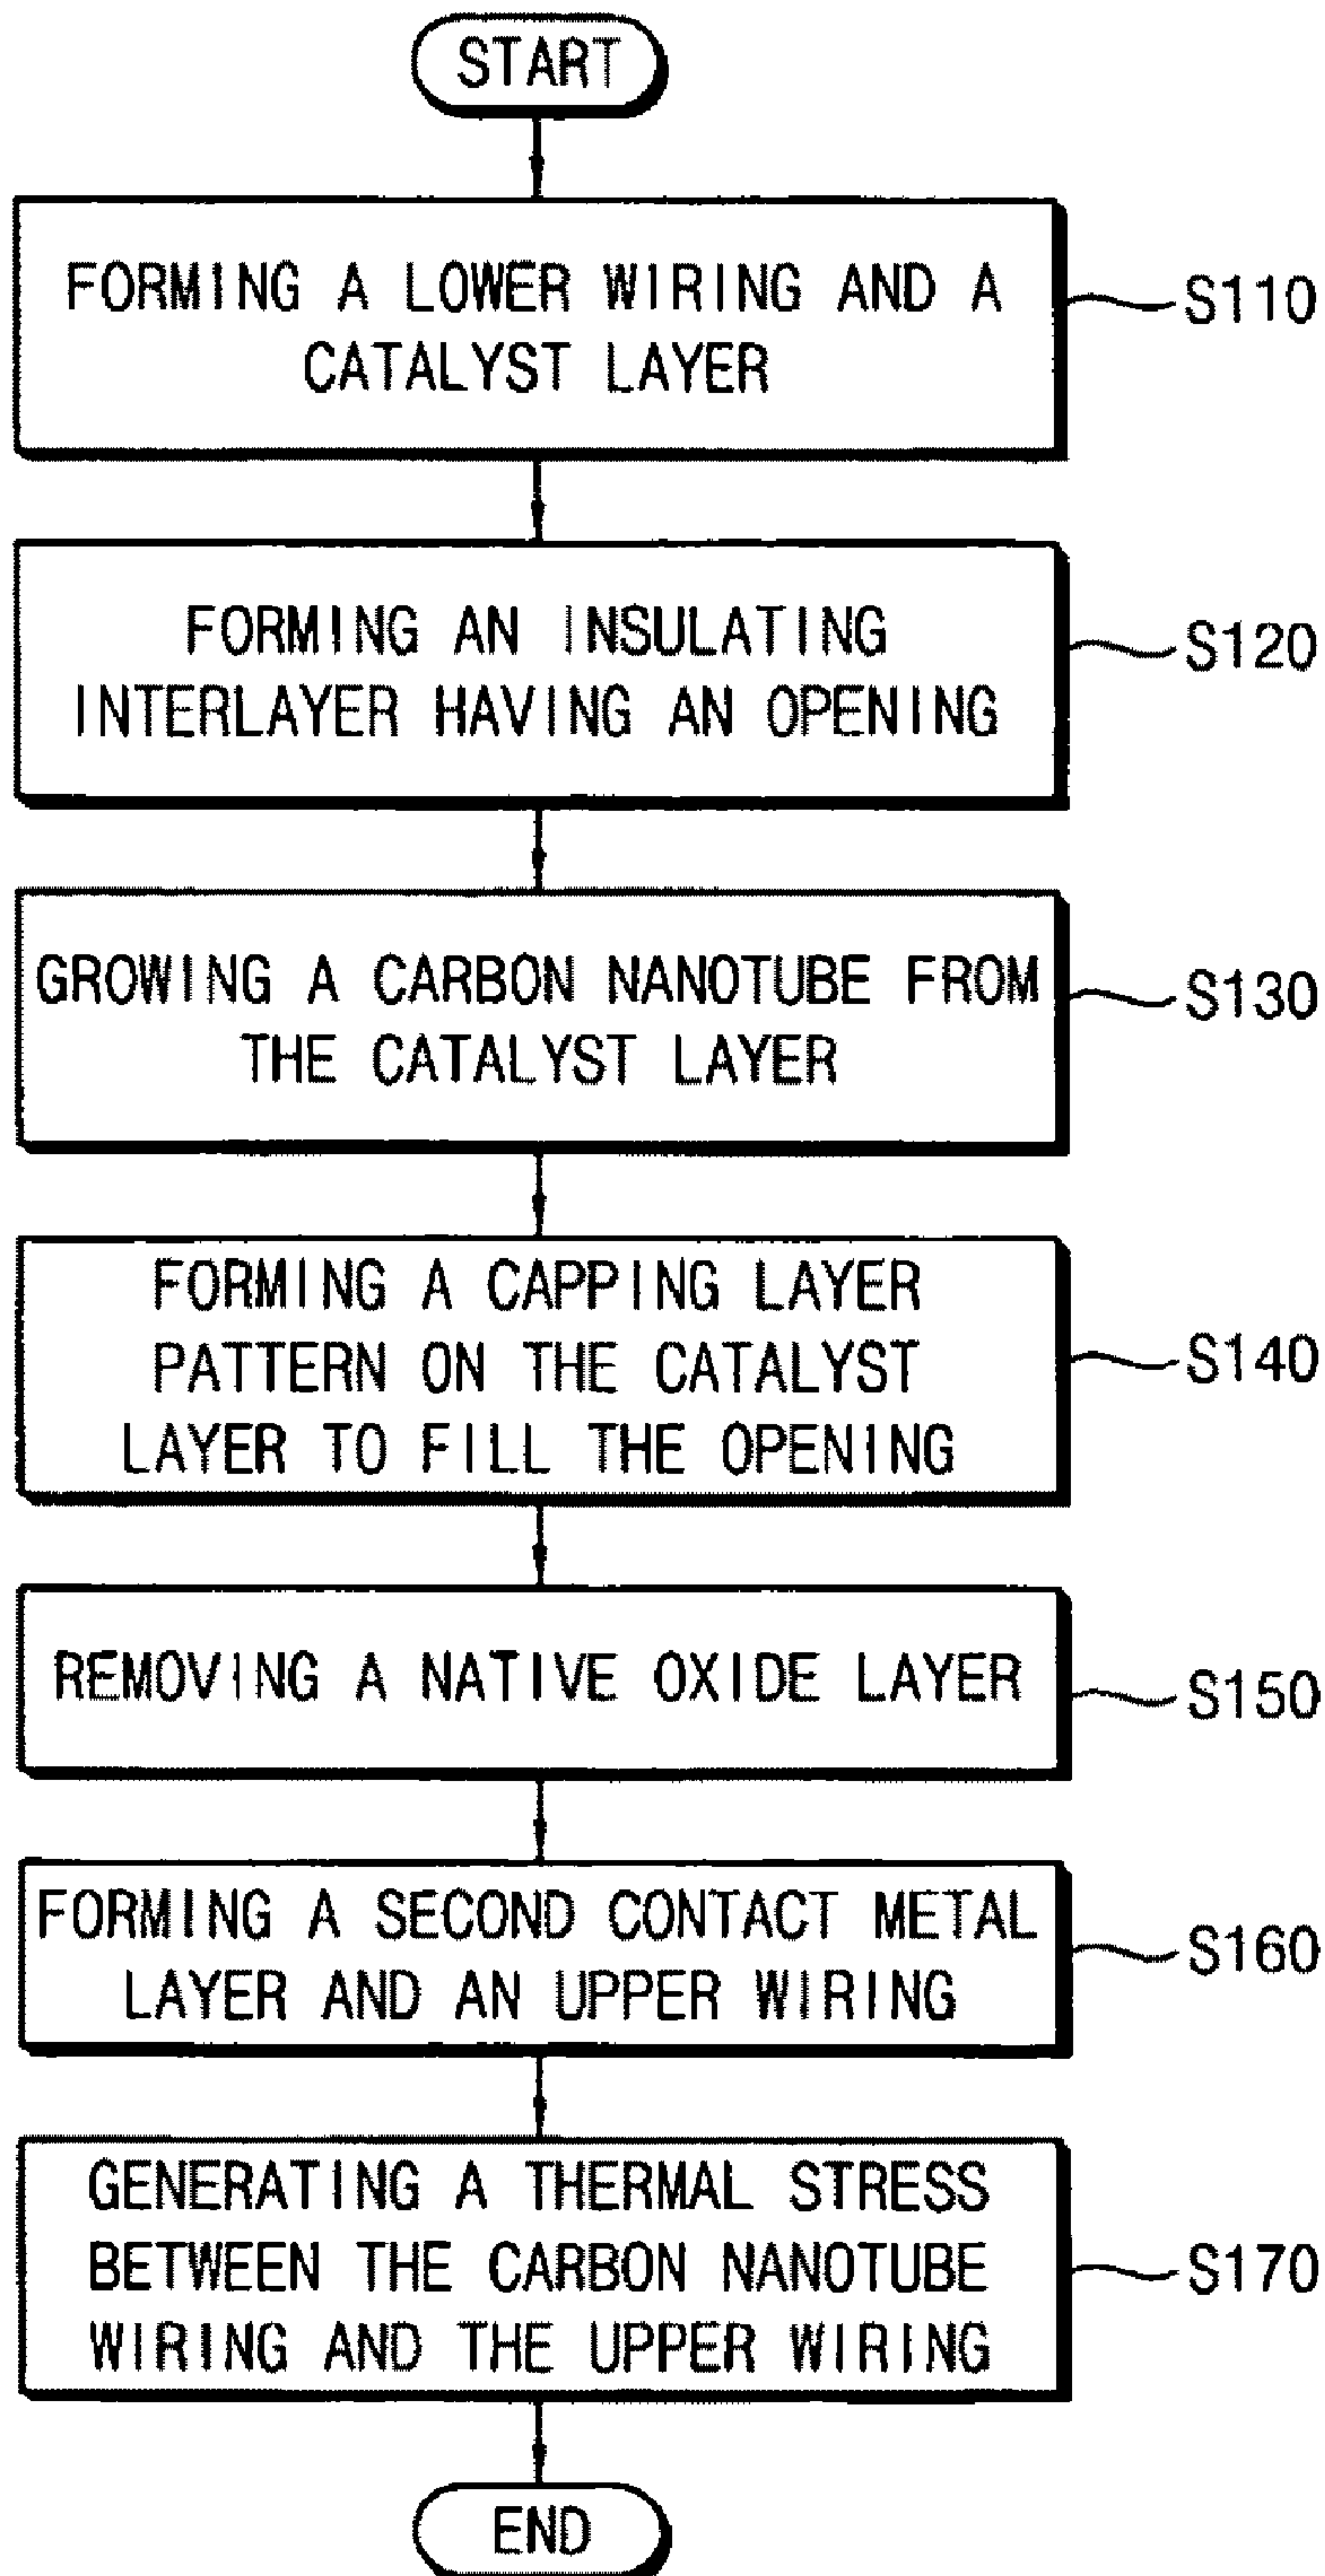 START
FORMING A LOWER WIRING AND A
CATALYST LAYER
S110
FORMING AN INSULATING
INTERLAYER HAVING AN OPENING
S120
GROWING A CARBON NANOTUBE FROM
THE CATALYST LAYER
S130
FORMING A CAPPING LAYER
PATTERN ON THE CATALYST
LAYER TO FILL THE OPENING
S140
REMOVING A NATIVE OXIDE LAYER
S150
FORMING A SECOND CONTACT METAL
LAYER AND AN UPPER WIRING
S160
GENERATING A THERMAL STRESS
BETWEEN THE CARBON NANOTUBE
WIRING AND THE UPPER WIRING
S170
END